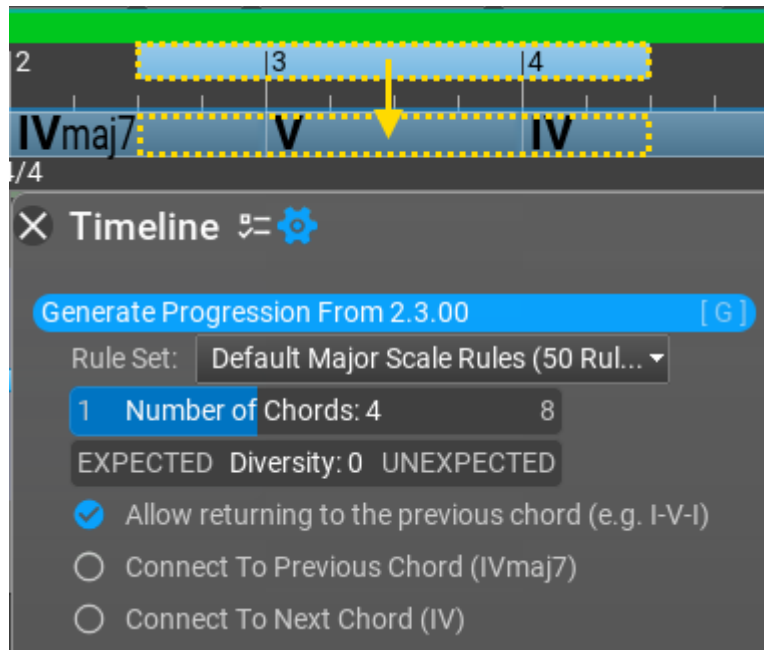 2 |3 |4
IVmaj7 V IV
/4
Timeline
Generate Progression From 2.3.00 [ G ]
Rule Set: Default Major Scale Rules (50 Rul...
1 Number of Chords: 4 8
EXPECTED Diversity: 0 UNEXPECTED
Allow returning to the previous chord (e.g. I-V-I)
Connect To Previous Chord (IVmaj7)
Connect To Next Chord (IV)